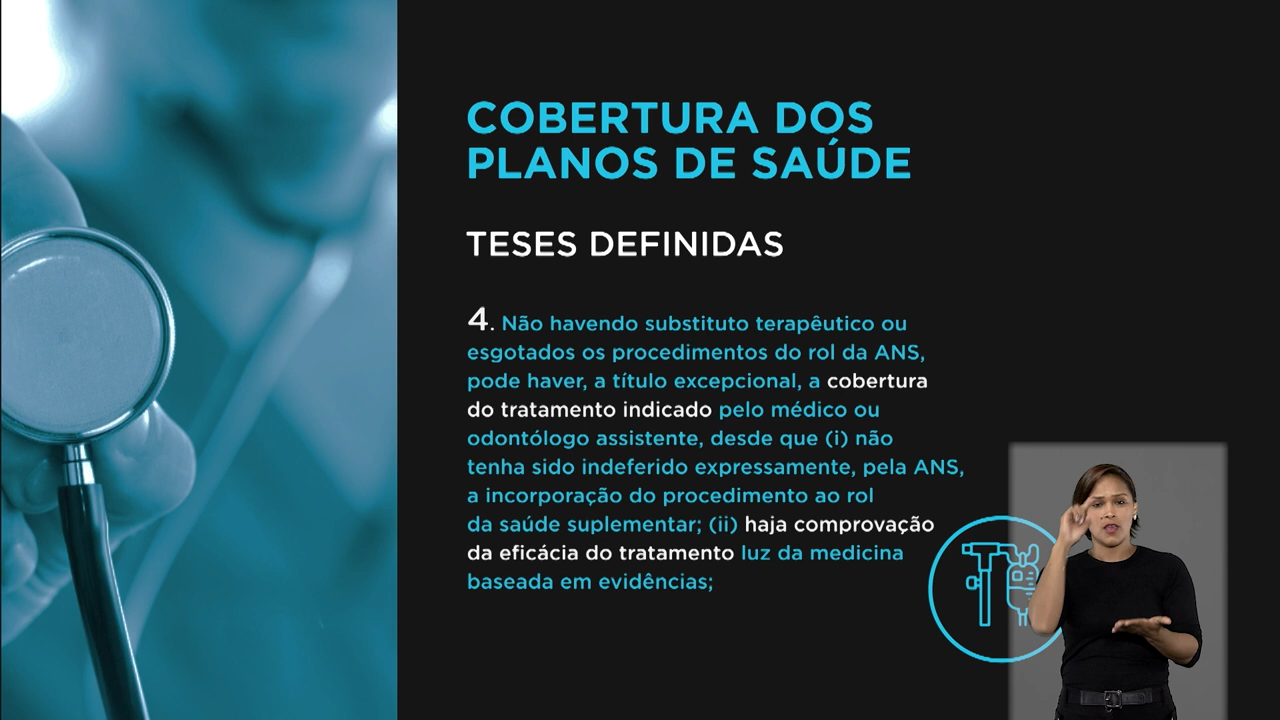 COBERTURA DOS
PLANOS DE SAÚDE
TESES DEFINIDAS
4. Não havendo substituto terapêutico ou
esgotados os procedimentos do rol da ANS,
pode haver, a título excepcional, a cobertura
do tratamento indicado pelo médico ou
odontólogo assistente, desde que (i) não
tenha sido indeferido expressamente, pela ANS,
a incorporação do procedimento ao rol
da saúde suplementar; (ii) haja comprovação
da eficácia do tratamento luz da medicina
baseada em evidências;